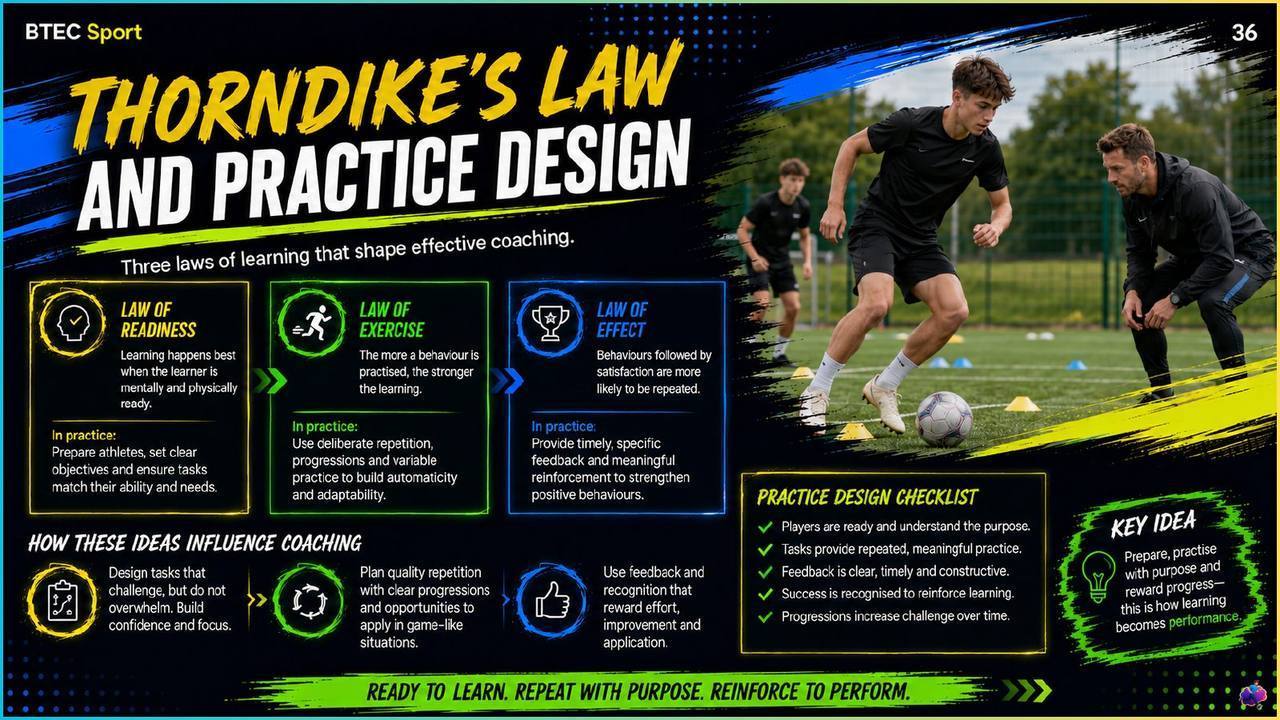 BTEC Sport
36
THORNDIKE'S LAW
AND PRACTICE DESIGN
Three laws of learning that shape effective coaching.
LAW OF
READINESS
Learning happens best
when the learner is
mentally and physically
ready.
In practice:
Prepare athletes, set clear
objectives and ensure tasks
match their ability and needs.
LAW OF
EXERCISE
The more a behaviour is
practised, the stronger
the learning.
In practice:
Use deliberate repetition,
progressions and variable
practice to build automaticity
and adaptability.
LAW OF
EFFECT
Behaviours followed by
satisfaction are more
likely to be repeated.
In practice:
Provide timely, specific
feedback and meaningful
reinforcement to strengthen
positive behaviours.
HOW THESE IDEAS INFLUENCE COACHING
Design tasks that
challenge, but do not
overwhelm. Build
confidence and focus.
Plan quality repetition
with clear progressions
and opportunities to
apply in game-like
situations.
Use feedback and
recognition that
reward effort,
improvement and
application.
PRACTICE DESIGN CHECKLIST
Players are ready and understand the purpose.
Tasks provide repeated, meaningful practice.
Feedback is clear, timely and constructive.
Success is recognised to reinforce learning.
Progressions increase challenge over time.
KEY IDEA
Prepare, practise
with purpose and
reward progress—
this is how learning
becomes performance.
READY TO LEARN. REPEAT WITH PURPOSE. REINFORCE TO PERFORM.